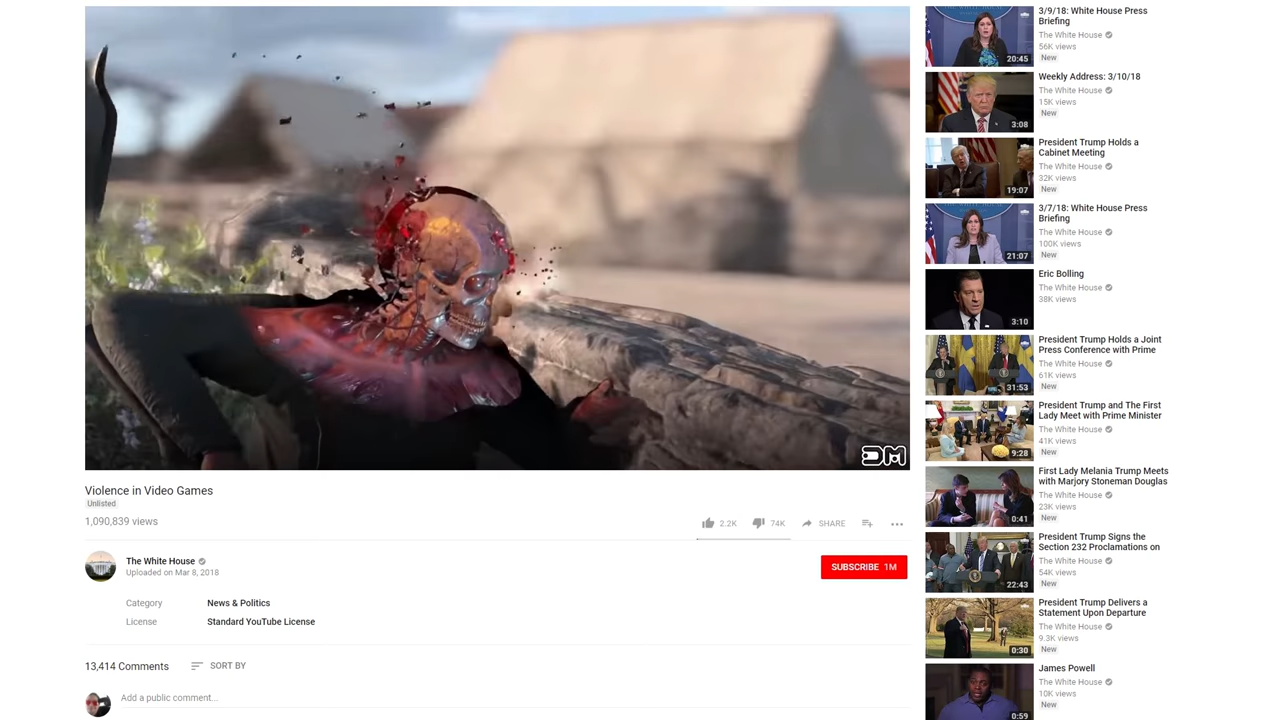 DM
Violence in Video Games
Unlisted
1,090,839 views
2.2K
74K
SHARE
The White House
Uploaded on Mar 8, 2018
SUBSCRIBE 1M
Category
News & Politics
License
Standard YouTube License
13,414 Comments
SORT BY
Add a public comment...
20:45
3/9/18: White House Press
Briefing
The White House
56K views
New
3:08
Weekly Address: 3/10/18
The White House
15K views
New
19:07
President Trump Holds a
Cabinet Meeting
The White House
32K views
New
21:07
3/7/18: White House Press
Briefing
The White House
100K views
New
3:10
Eric Bolling
The White House
38K views
31:53
President Trump Holds a Joint
Press Conference with Prime
The White House
61K views
New
9:28
President Trump and The First
Lady Meet with Prime Minister
The White House
41K views
New
0:41
First Lady Melania Trump Meets
with Marjory Stoneman Douglas
The White House
23K views
New
22:43
President Trump Signs the
Section 232 Proclamations on
The White House
54K views
New
0:30
President Trump Delivers a
Statement Upon Departure
The White House
9.3K views
New
0:59
James Powell
The White House
10K views
New